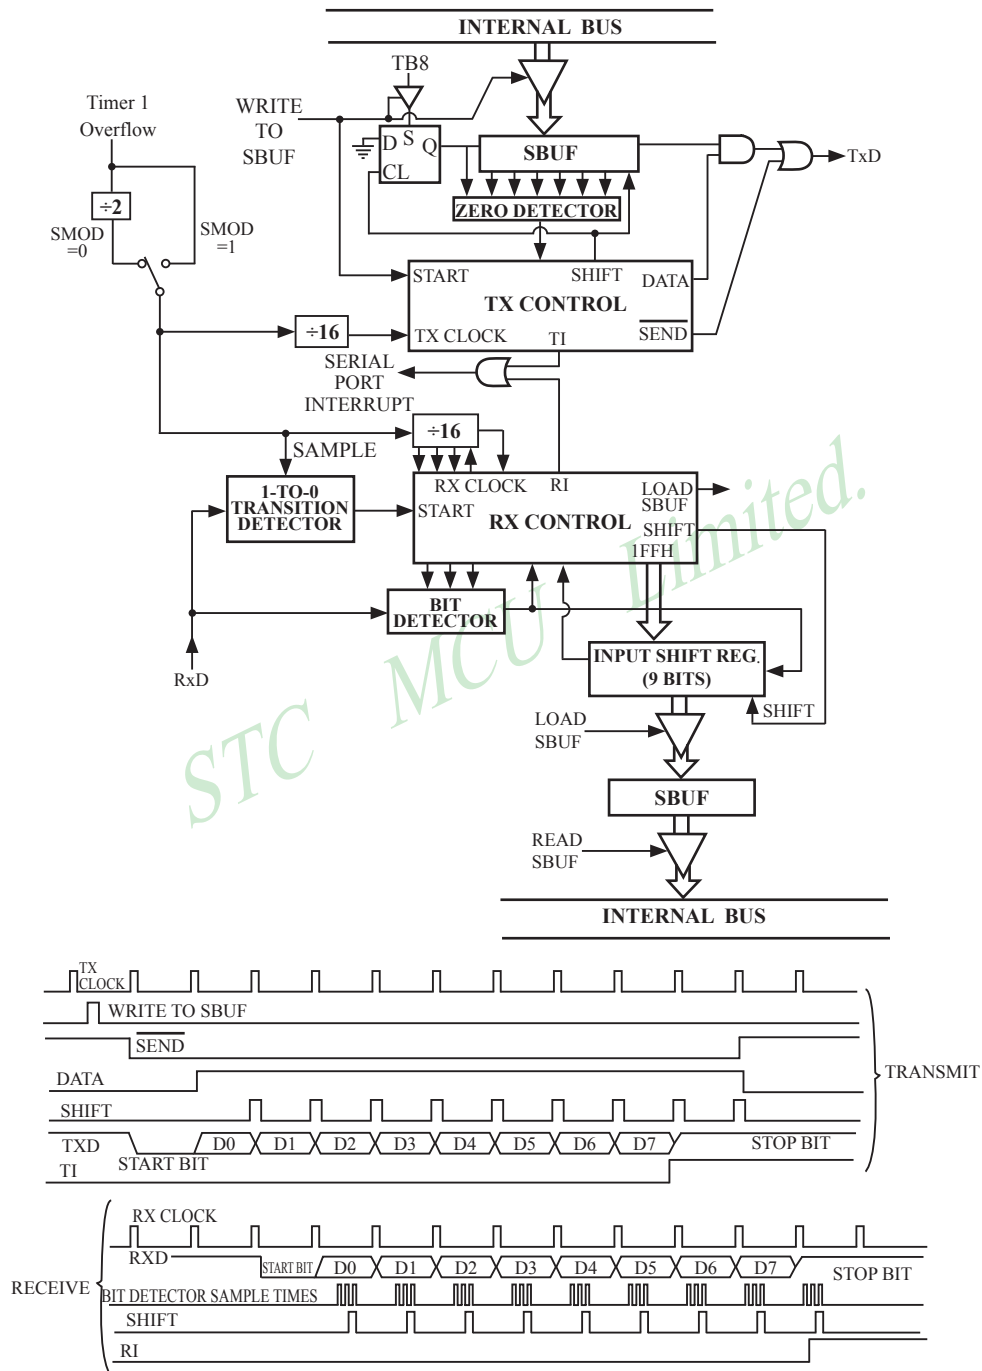 INTERNAL BUS
TB8
WRITE
TO
SBUF
Timer 1
Overflow
÷2
SMOD
=0
SMOD
=1
D S Q
CL
SBUF
ZERO DETECTOR
TxD
START
SHIFT
DATA
TX CONTROL
SEND
TX CLOCK
TI
÷16
SERIAL
PORT
INTERRUPT
÷16
SAMPLE
1-TO-0
TRANSITION
DETECTOR
RX CLOCK
RI
LOAD
SBUF
START
RX CONTROL
SHIFT
1FFH
BIT
DETECTOR
RxD
INPUT SHIFT REG.
(9 BITS)
SHIFT
LOAD
SBUF
SBUF
READ
SBUF
INTERNAL BUS
STC MCU Limited.
TX
CLOCK
WRITE TO SBUF
SEND
DATA
TRANSMIT
SHIFT
TXD
START BIT
D0 D1 D2 D3 D4 D5 D6 D7
STOP BIT
TI
RX CLOCK
RXD
START BIT D0 D1 D2 D3 D4 D5 D6 D7
STOP BIT
RECEIVE
BIT DETECTOR SAMPLE TIMES
SHIFT
RI